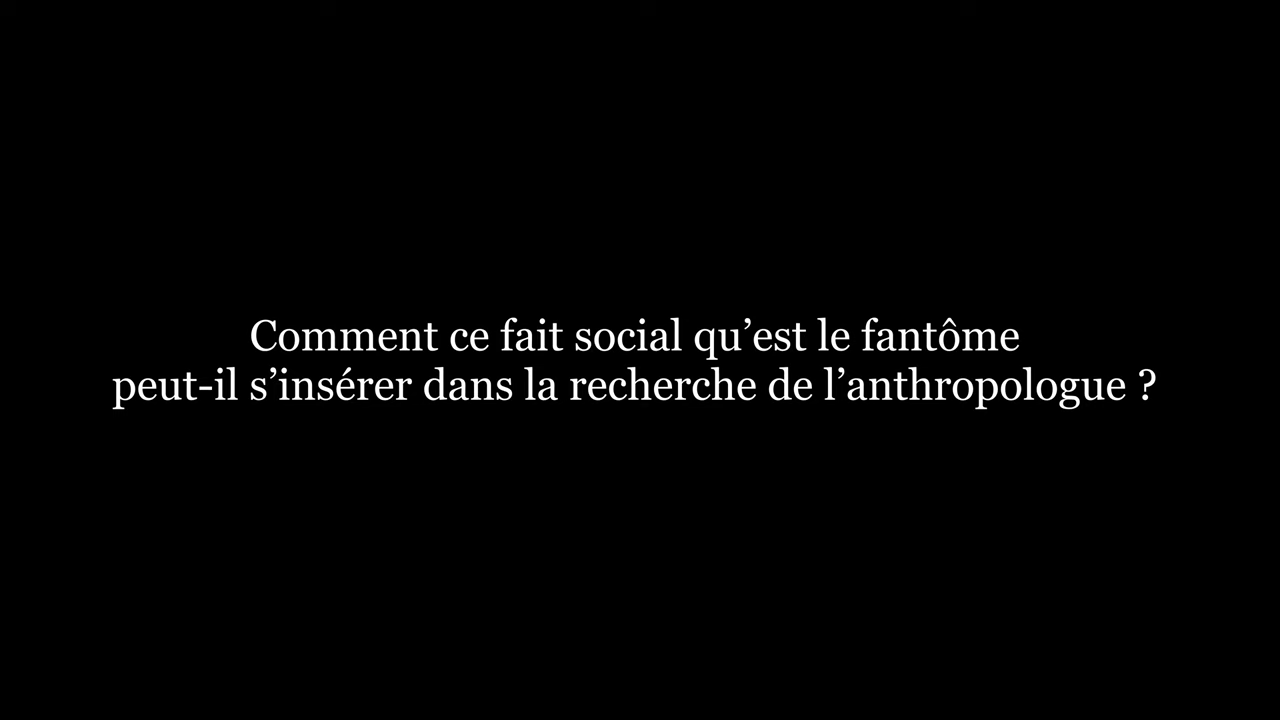 Comment ce fait social qu’est le fantôme
peut-il s’insérer dans la recherche de l’anthropologue ?